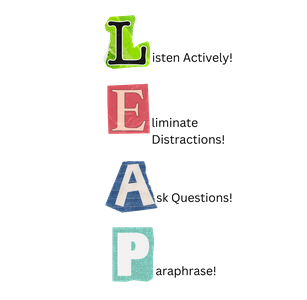 Listen Actively!
Eliminate
Distractions!
Ask Questions!
Paraphrase!